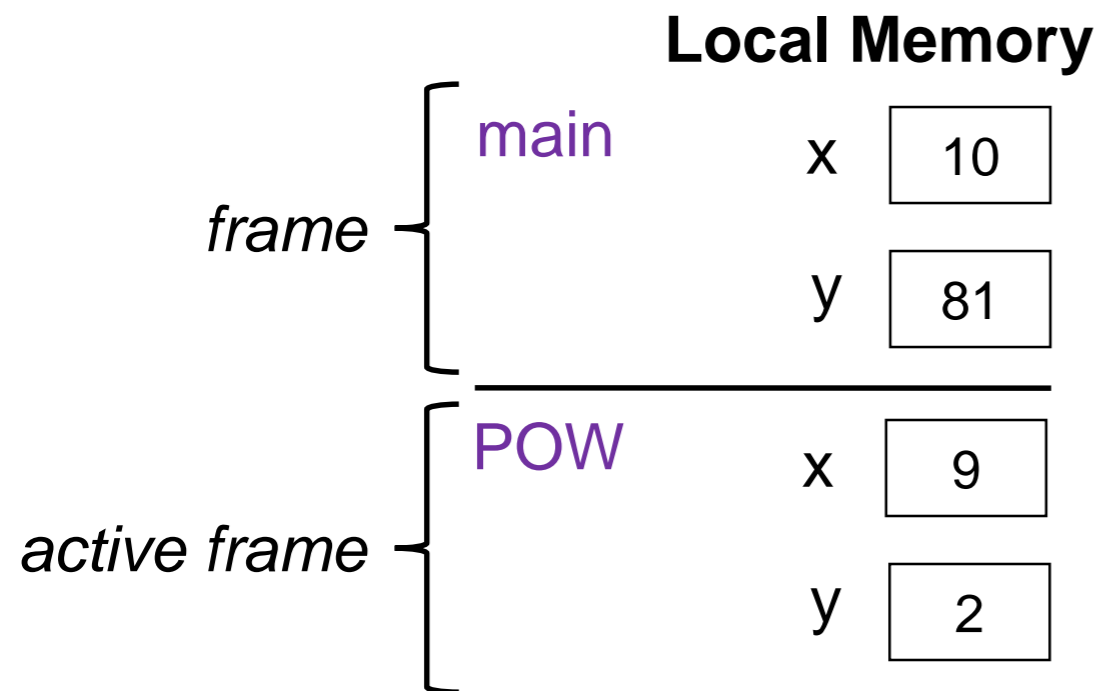 Local Memory
main x 10
frame
y 81
POW x 9
active frame
y 2